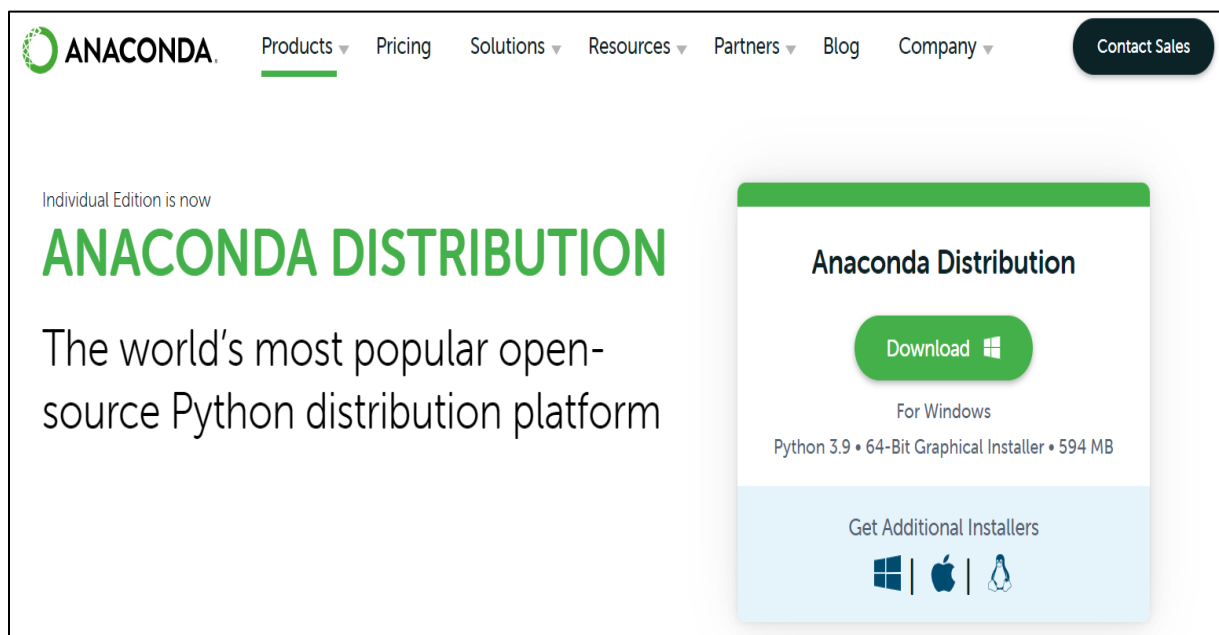 ANACONDA.
Products Pricing Solutions Resources Partners Blog Company Contact Sales
Individual Edition is now
ANACONDA DISTRIBUTION
The world’s most popular open-
source Python distribution platform
Anaconda Distribution
Download
For Windows
Python 3.9 • 64-Bit Graphical Installer • 594 MB
Get Additional Installers
| |